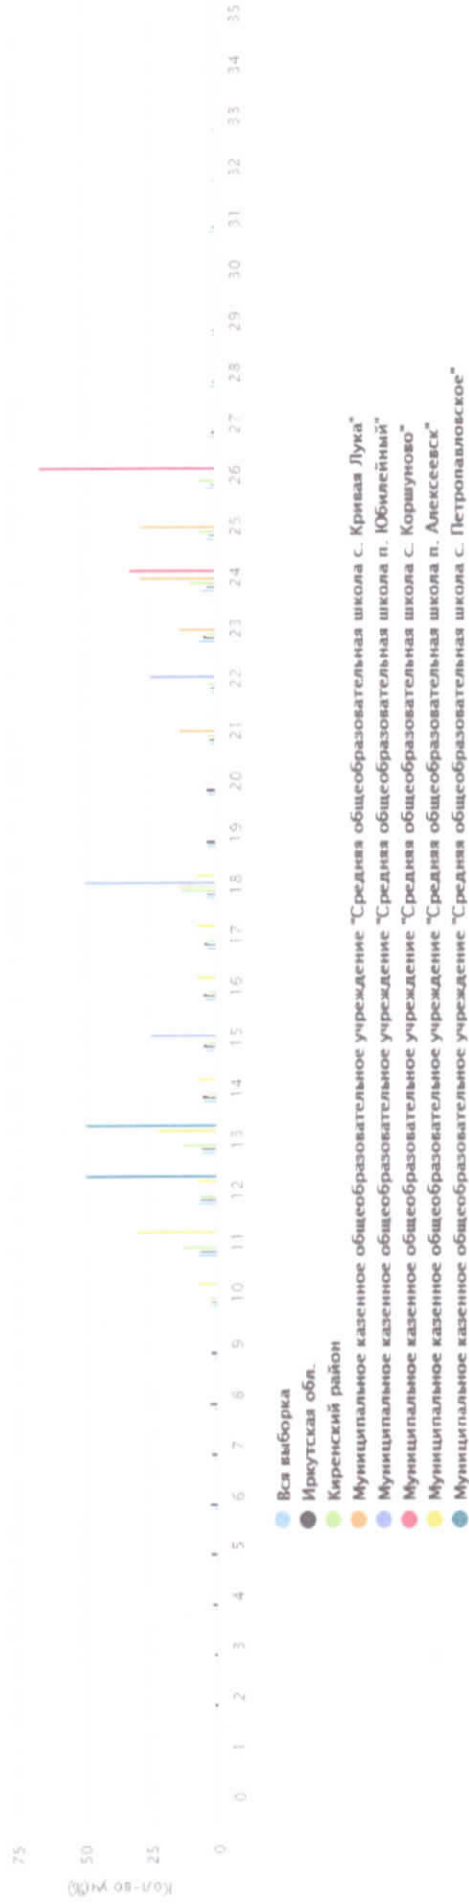 Кол-во уч(%)
75
50
25
0
0 1 2 3 4 5 6 7 8 9 10 11 12 13 14 15 16 17 18 19 20 21 22 23 24 25 26 27 28 29 30 31 32 33 34 35
Вся выборка
Иркутская обл.
Киренский район
Муниципальное казенное общеобразовательное учреждение "Средняя общеобразовательная школа с. Кривая Лука"
Муниципальное казенное общеобразовательное учреждение "Средняя общеобразовательная школа п. Юбилейный"
Муниципальное казенное общеобразовательное учреждение "Средняя общеобразовательная школа с. Коршуново"
Муниципальное казенное общеобразовательное учреждение "Средняя общеобразовательная школа п. Алексеевск"
Муниципальное казенное общеобразовательное учреждение "Средняя общеобразовательная школа с. Петропавловское"